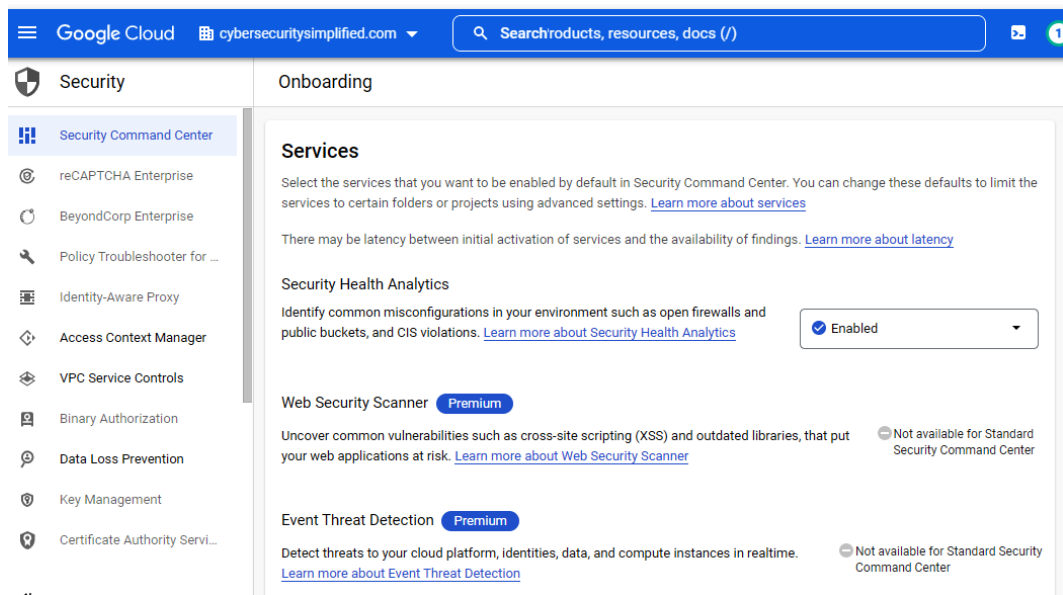 Google Cloud
cybersecuritysimplified.com
Search roducts, resources, docs (/)
1
Security
Onboarding
Security Command Center
reCAPTCHA Enterprise
BeyondCorp Enterprise
Policy Troubleshooter for ...
Identity-Aware Proxy
Access Context Manager
VPC Service Controls
Binary Authorization
Data Loss Prevention
Key Management
Certificate Authority Servi...
Services
Select the services that you want to be enabled by default in Security Command Center. You can change these defaults to limit the
services to certain folders or projects using advanced settings. Learn more about services
There may be latency between initial activation of services and the availability of findings. Learn more about latency
Security Health Analytics
Identify common misconfigurations in your environment such as open firewalls and
public buckets, and CIS violations. Learn more about Security Health Analytics
Enabled
Web Security Scanner Premium
Uncover common vulnerabilities such as cross-site scripting (XSS) and outdated libraries, that put
your web applications at risk. Learn more about Web Security Scanner
Not available for Standard
Security Command Center
Event Threat Detection Premium
Detect threats to your cloud platform, identities, data, and compute instances in realtime.
Learn more about Event Threat Detection
Not available for Standard Security
Command Center